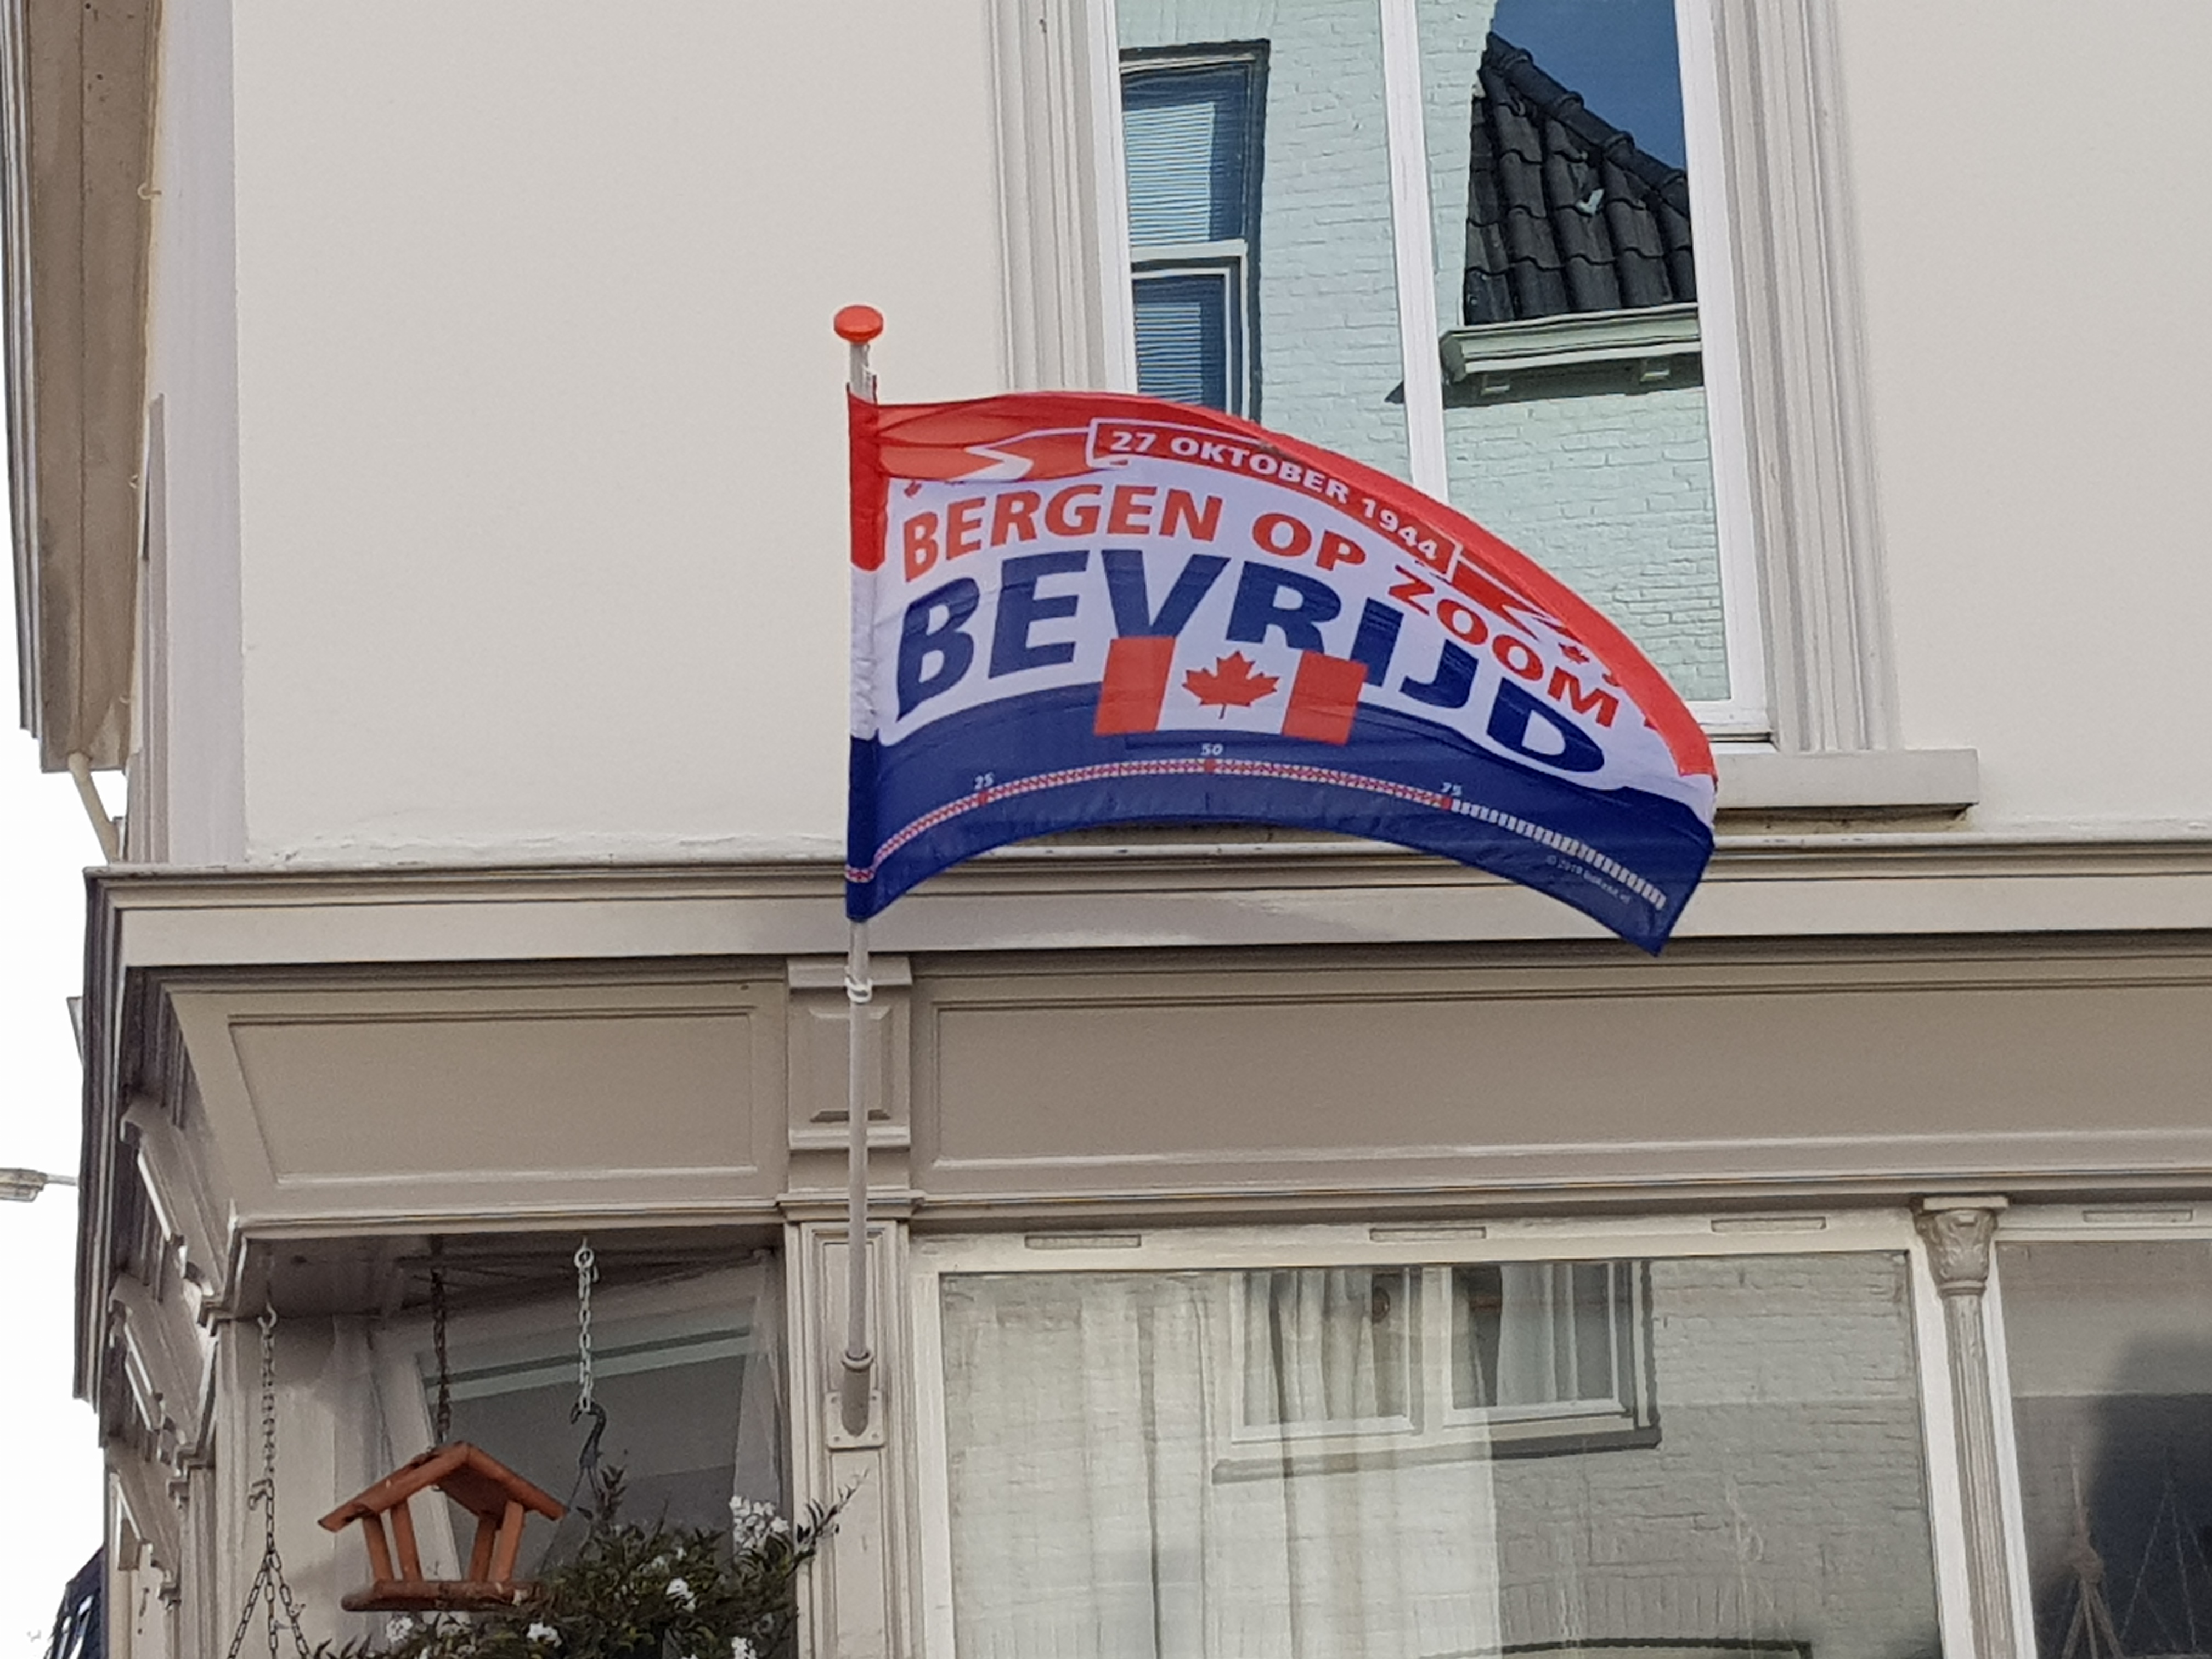 27 OKTOBER 1944
BERGEN OP ZOOM
BEVRIJD
25 50 75